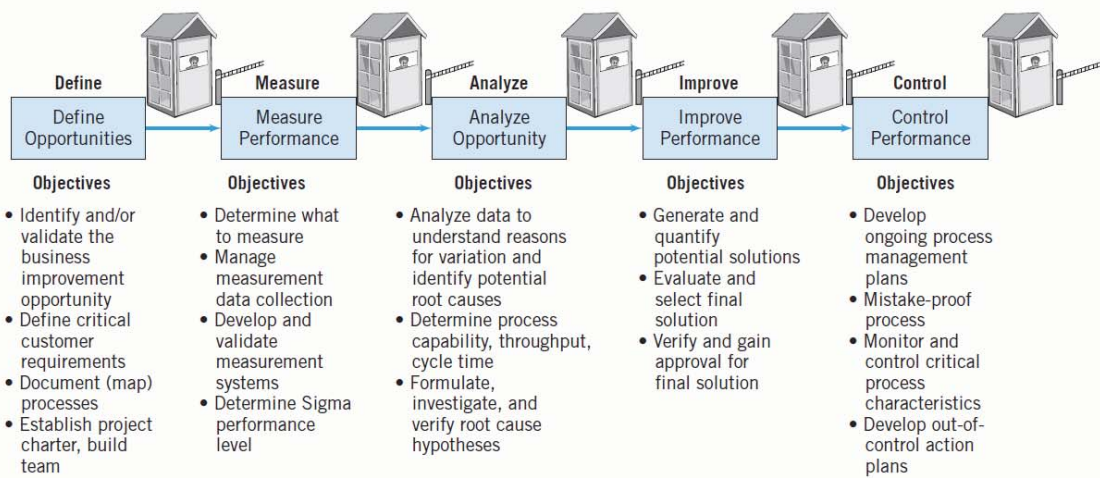 Define
Define
Opportunities
Objectives
• Identify and/or
validate the
business
improvement
opportunity
• Define critical
customer
requirements
• Document (map)
processes
• Establish project
charter, build
team
Measure
Measure
Performance
Objectives
• Determine what
to measure
• Manage
measurement
data collection
• Develop and
validate
measurement
systems
• Determine Sigma
performance
level
Analyze
Analyze
Opportunity
Objectives
• Analyze data to
understand reasons
for variation and
identify potential
root causes
• Determine process
capability, throughput,
cycle time
• Formulate,
investigate, and
verify root cause
hypotheses
Improve
Improve
Performance
Objectives
• Generate and
quantify
potential solutions
• Evaluate and
select final
solution
• Verify and gain
approval for
final solution
Control
Control
Performance
Objectives
• Develop
ongoing process
management
plans
• Mistake-proof
process
• Monitor and
control critical
process
characteristics
• Develop out-of-
control action
plans